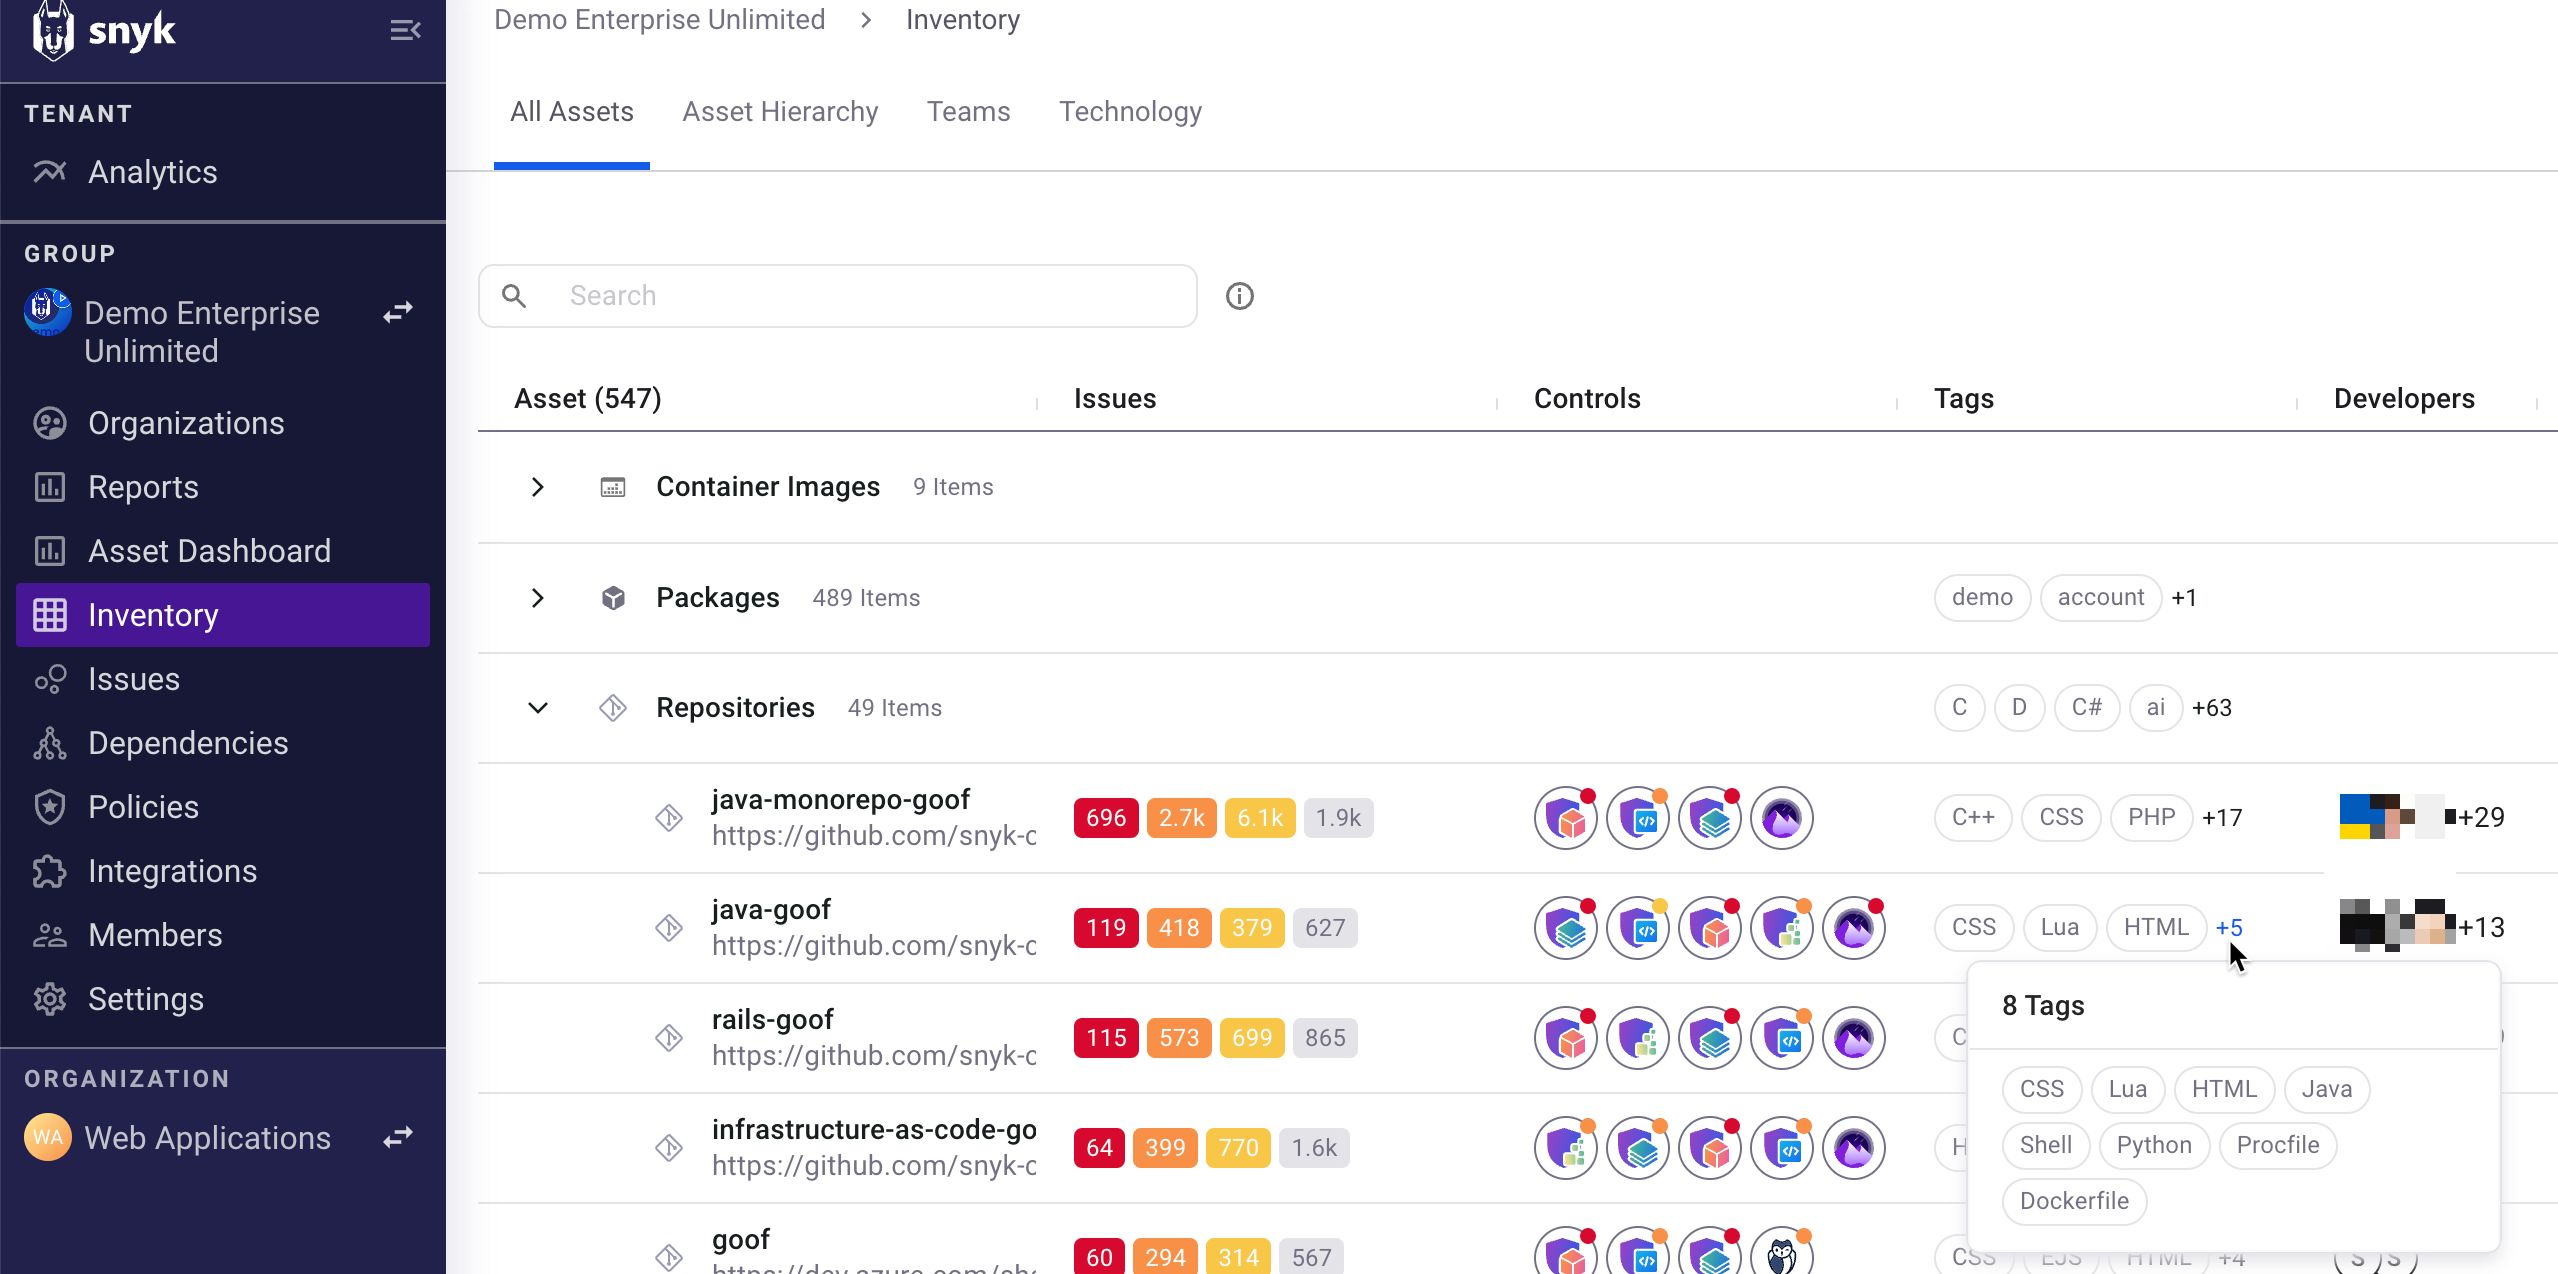 snyk
TENANT
Analytics
GROUP
Demo Enterprise
Unlimited
Organizations
Reports
Asset Dashboard
Inventory
Issues
Dependencies
Policies
Integrations
Members
Settings
ORGANIZATION
WA Web Applications
Demo Enterprise Unlimited > Inventory
All Assets Asset Hierarchy Teams Technology
Search
Asset (547) Issues Controls Tags Developers
Container Images 9 Items
Packages 489 Items demo account +1
Repositories 49 Items C D C# ai +63
java-monorepo-goof
https://github.com/snyk-c
696 2.7k 6.1k 1.9k C++ CSS PHP +17 +29
java-goof
https://github.com/snyk-c
119 418 379 627 CSS Lua HTML +5 +13
8 Tags
CSS Lua HTML Java
Shell Python Procfile
Dockerfile
rails-goof
https://github.com/snyk-c
115 573 699 865 C
infrastructure-as-code-go
https://github.com/snyk-c
64 399 770 1.6k H
goof
60 294 314 567 CSS EJS HTML +4 S S